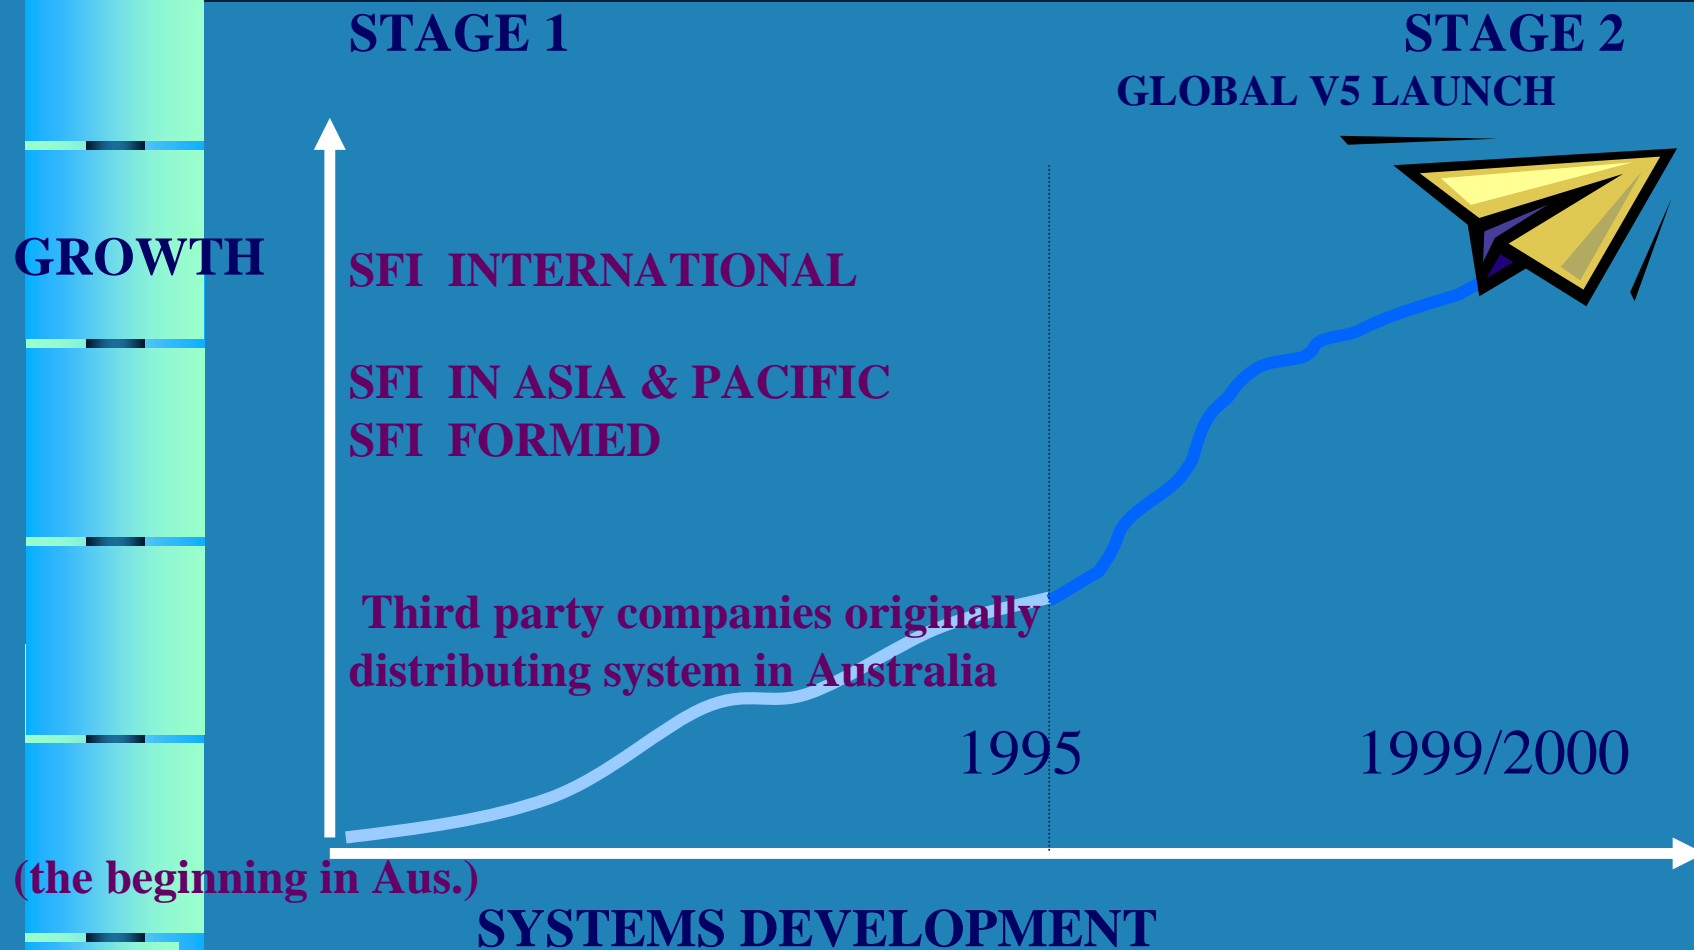 STAGE 1
STAGE 2
GLOBAL V5 LAUNCH
GROWTH
SFI INTERNATIONAL
SFI IN ASIA & PACIFIC
SFI FORMED
Third party companies originally
distributing system in Australia
1995
1999/2000
(the beginning in Aus.)
SYSTEMS DEVELOPMENT